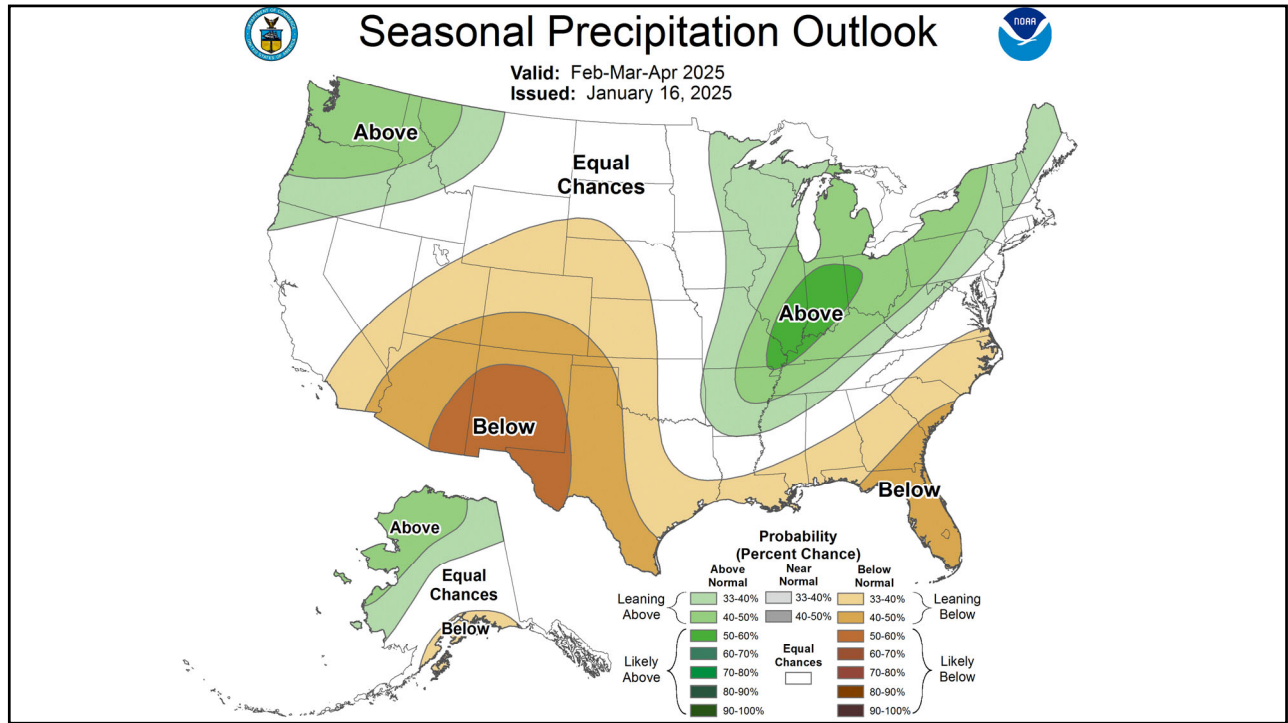 Seasonal Precipitation Outlook
NOAA
Valid: Feb-Mar-Apr 2025
Issued: January 16, 2025
Above
Equal
Chances
Above
Below
Below
Above
Equal
Chances
Below
Probability
(Percent Chance)
Above
Normal
Near
Normal
Below
Normal
Leaning
Above
33-40%
40-50%
33-40%
40-50%
33-40%
40-50%
Leaning
Below
Likely
Above
50-60%
60-70%
70-80%
80-90%
90-100%
Equal
Chances
50-60%
60-70%
70-80%
80-90%
90-100%
Likely
Below